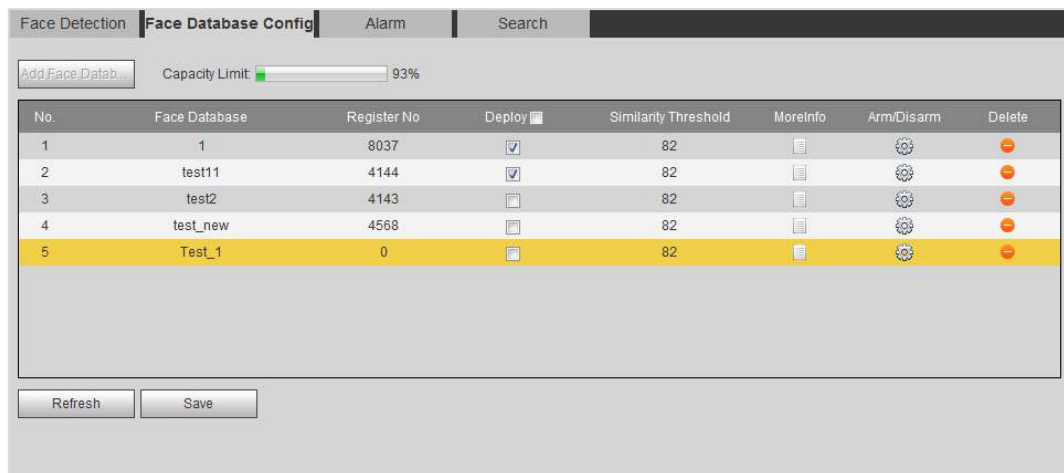 Face Detection Face Database Config Alarm Search
Add Face Datab... Capacity Limit: 93%
No. Face Database Register No Deploy Similarity Threshold MoreInfo Arm/Disarm Delete
1 1 8037 82
2 test11 4144 82
3 test2 4143 82
4 test_new 4568 82
5 Test_1 0 82
Refresh Save